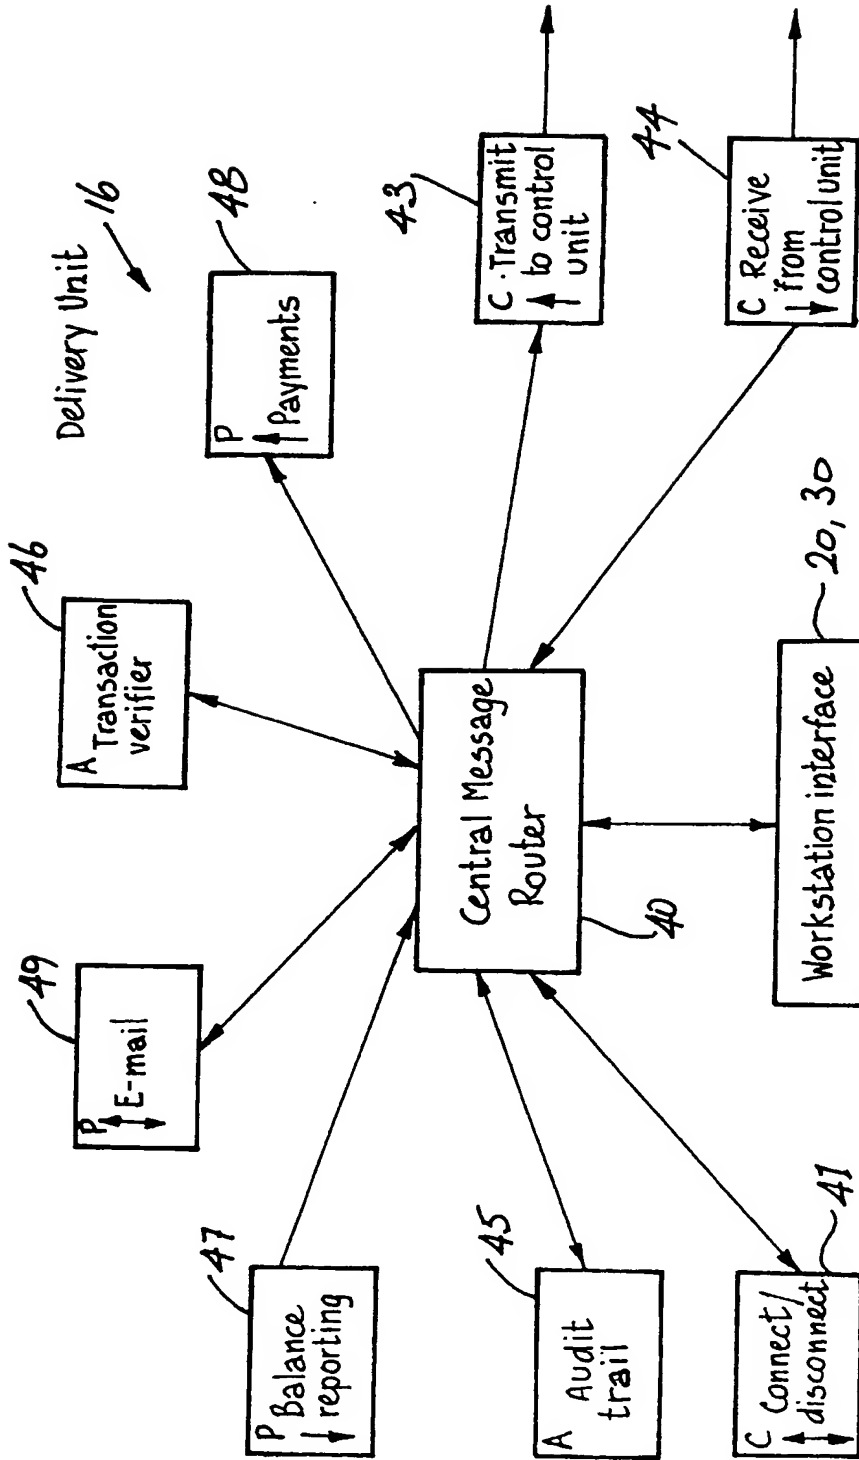 Delivery Unit
16
P
Balance
reporting
47
P
E-mail
49
A
Transaction
verifier
46
P
Payments
48
A
Audit
trail
45
Central Message
Router
40
C · Transmit
to control
unit
43
C
Connect/
disconnect
41
Workstation interface
20, 30
C Receive
from
control unit
44